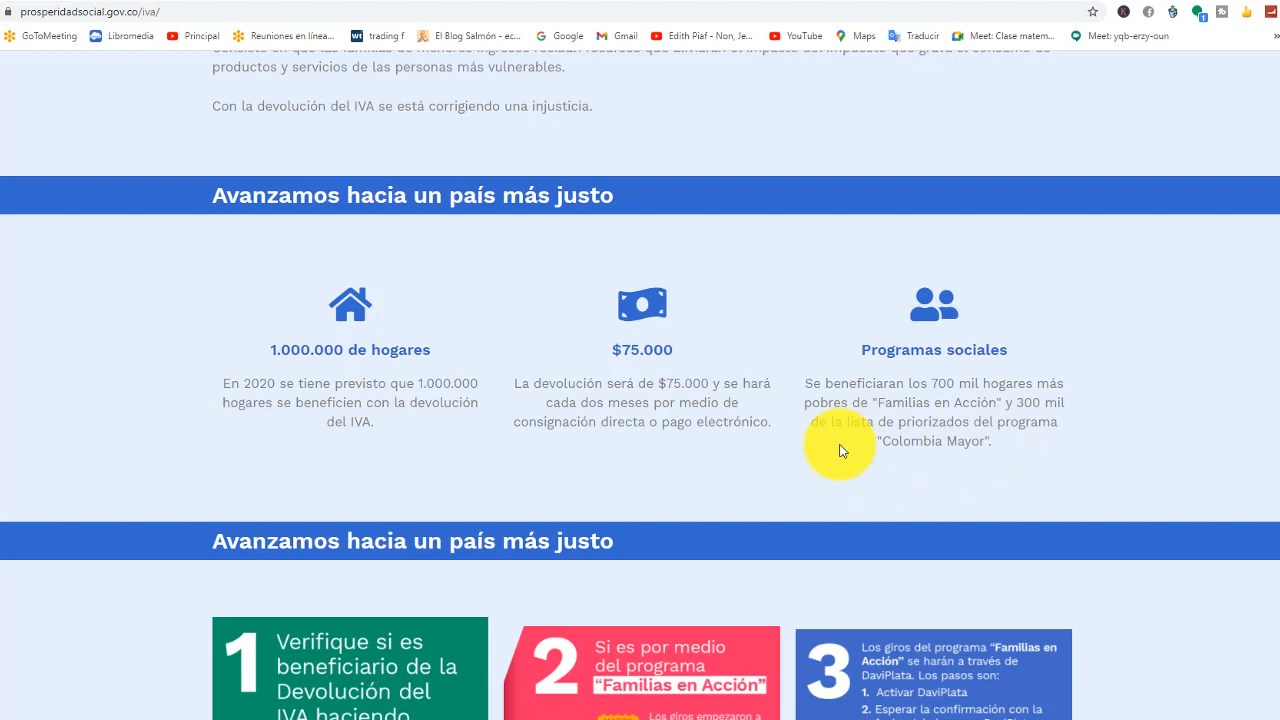 prosperidadsocial.gov.co/iva/
GoToMeeting
Libromedia
Principal
Reuniones en línea...
trading f
El Blog Salmón - ec...
Google
Gmail
Edith Piaf - Non, Je,...
YouTube
Maps
Traducir
Meet: Clase matem...
Meet: yqb-erzy-oun
»
productos y servicios de las personas más vulnerables.
Con la devolución del IVA se está corrigiendo una injusticia.
Avanzamos hacia un país más justo
1.000.000 de hogares
En 2020 se tiene previsto que 1.000.000
hogares se beneficien con la devolución
del IVA.
$75.000
La devolución será de $75.000 y se hará
cada dos meses por medio de
consignación directa o pago electrónico.
Programas sociales
Se beneficiaran los 700 mil hogares más
pobres de "Familias en Acción" y 300 mil
de la lista de priorizados del programa
"Colombia Mayor".
Avanzamos hacia un país más justo
1
Verifique si es
beneficiario de la
Devolución del
IVA haciendo
2
Si es por medio
del programa
“Familias en Acción”
Los giros empezaron a
3
Los giros del programa “Familias en
Acción” se harán a través de
DaviPlata. Los pasos son:
1. Activar DaviPlata
2. Esperar la confirmación con la